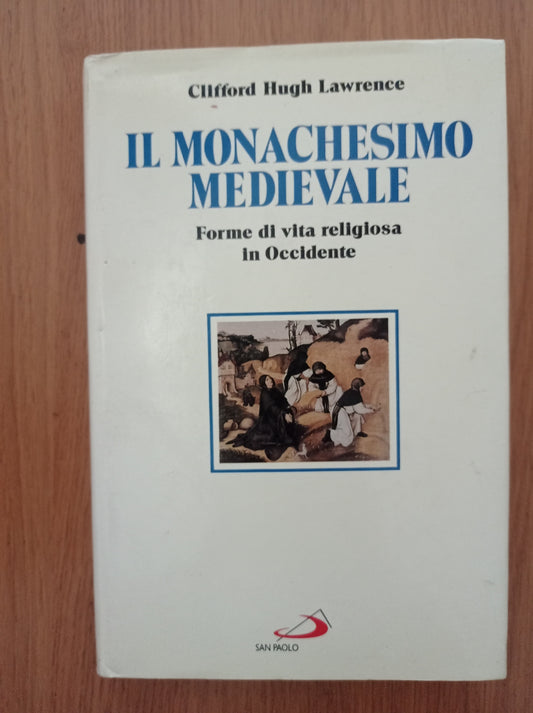 Clifford Hugh Lawrence
IL MONACHESIMO
MEDIEVALE
Forme di vita religiosa
in Occidente
SAN PAOLO